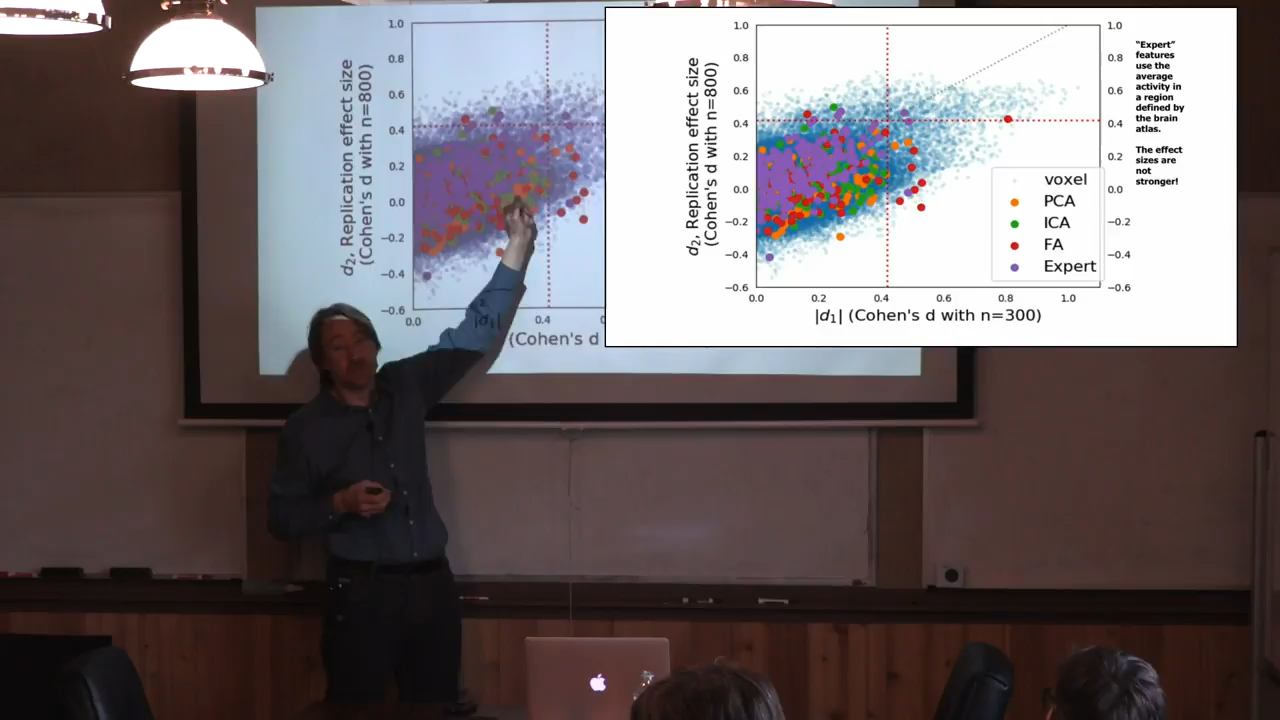 1.0
0.8
0.6
0.4
0.2
0.0
−0.2
−0.4
−0.6
d2, Replication effect size
(Cohen's d with n=800)
0.0
0.4
|d1|
(Cohen's d
1.0
0.8
0.6
0.4
0.2
0.0
−0.2
−0.4
−0.6
d2, Replication effect size
(Cohen's d with n=800)
0.0 0.2 0.4 0.6 0.8 1.0
|d1| (Cohen's d with n=300)
voxel
PCA
ICA
FA
Expert
1.0
0.8
0.6
0.4
0.2
0.0
−0.2
−0.4
−0.6
“Expert”
features
use the
average
activity in
a region
defined by
the brain
atlas.
The effect
sizes are
not
stronger!